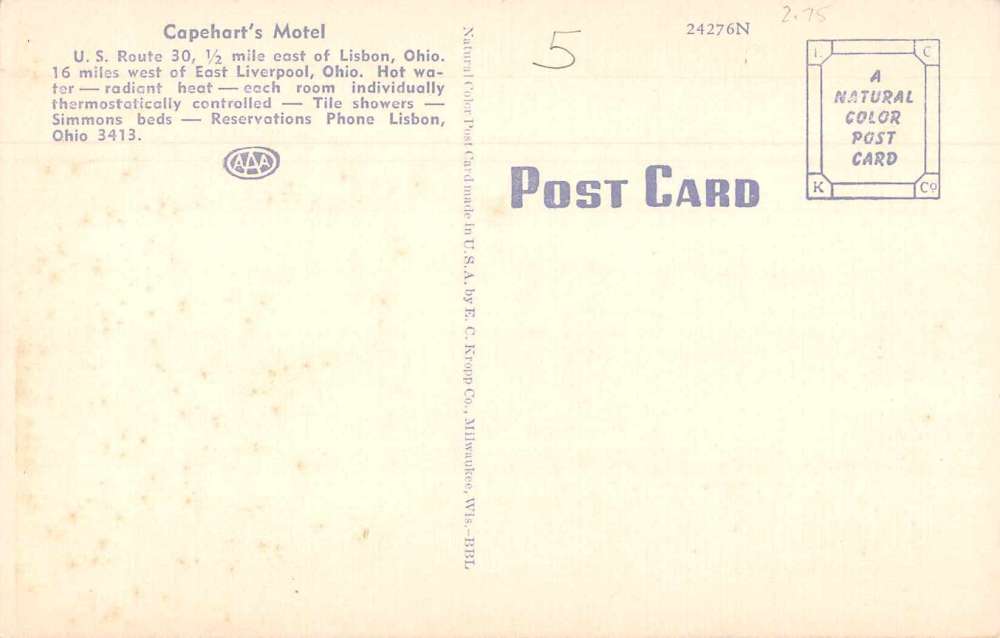 Capehart's Motel
U. S. Route 30, ½ mile east of Lisbon, Ohio.
16 miles west of East Liverpool, Ohio. Hot wa-
ter — radiant heat — each room individually
thermostatically controlled — Tile showers —
Simmons beds — Reservations Phone Lisbon,
Ohio 3413.
AAA
Natural Color Post Card made in U.S.A. by E. C. Kropp Co., Milwaukee, Wis.-BBL
5
24276N
2.75
POST CARD
E C
A
NATURAL
COLOR
POST
CARD
K Co